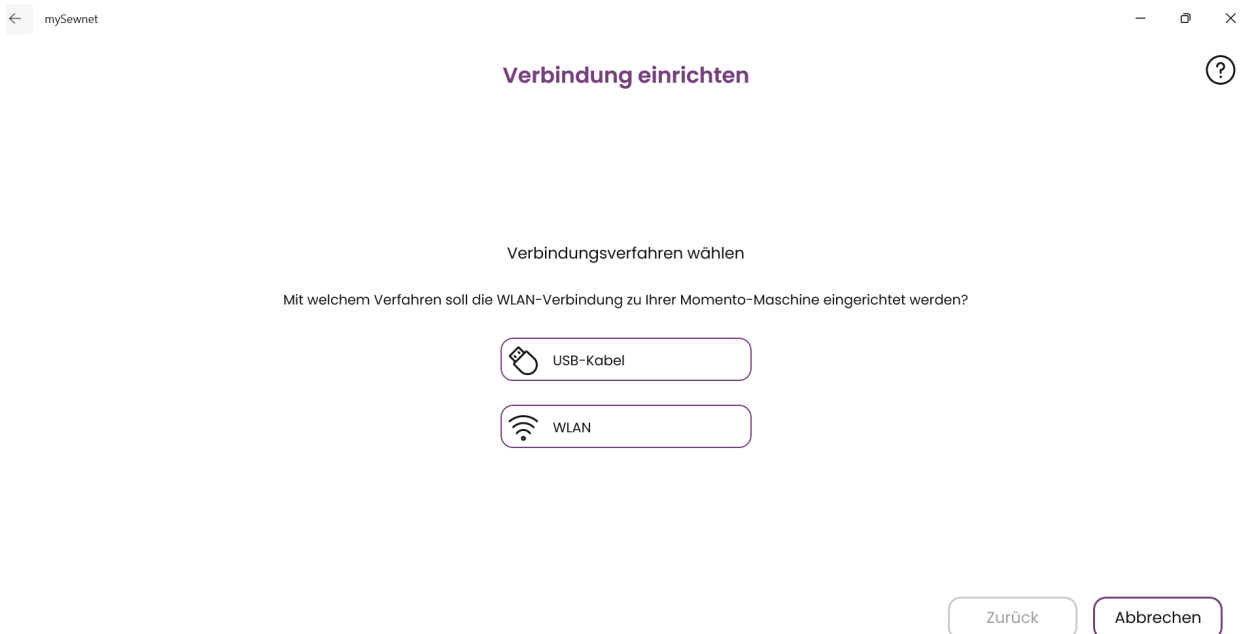 mySewnet
Verbindung einrichten
?
Verbindungsverfahren wählen
Mit welchem Verfahren soll die WLAN-Verbindung zu Ihrer Momento-Maschine eingerichtet werden?
USB-Kabel
WLAN
Zurück
Abbrechen